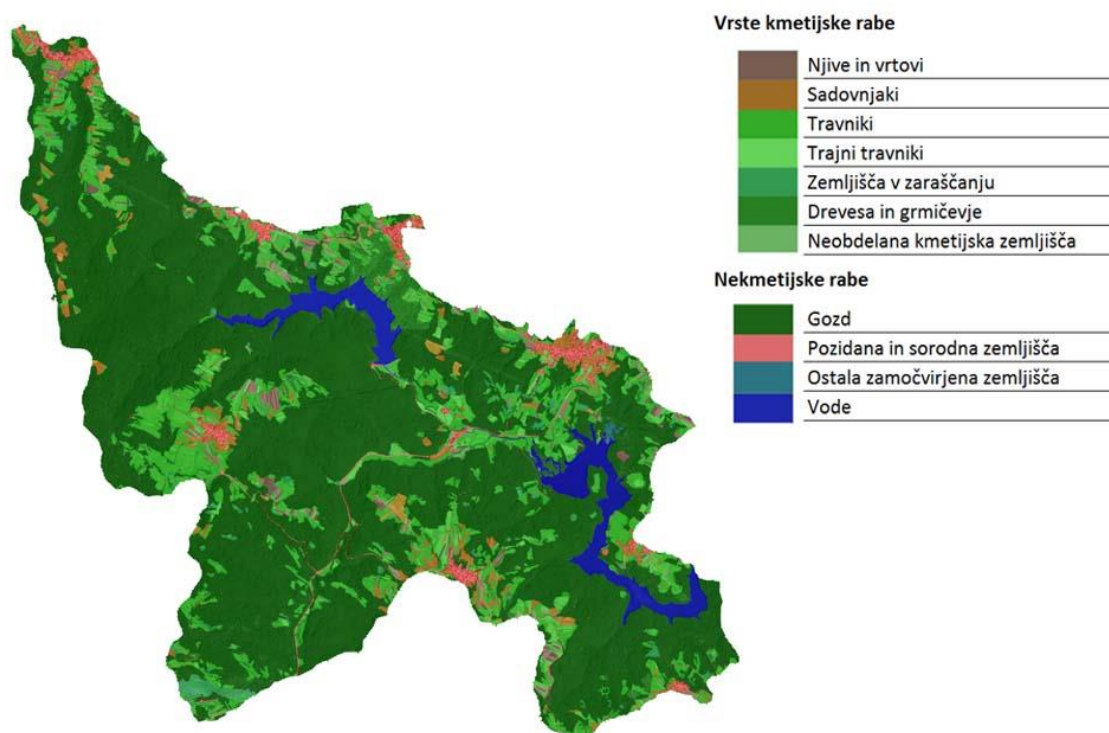 Vrste kmetijske rabe
Njive in vrtovi
Sadovnjaki
Travniki
Trajni travniki
Zemljišča v zaraščanju
Drevesa in grmičevje
Neobdelana kmetijska zemljišča
Nekmetijske rabe
Gozd
Pozidana in sorodna zemljišča
Ostala zamočvirjena zemljišča
Vode